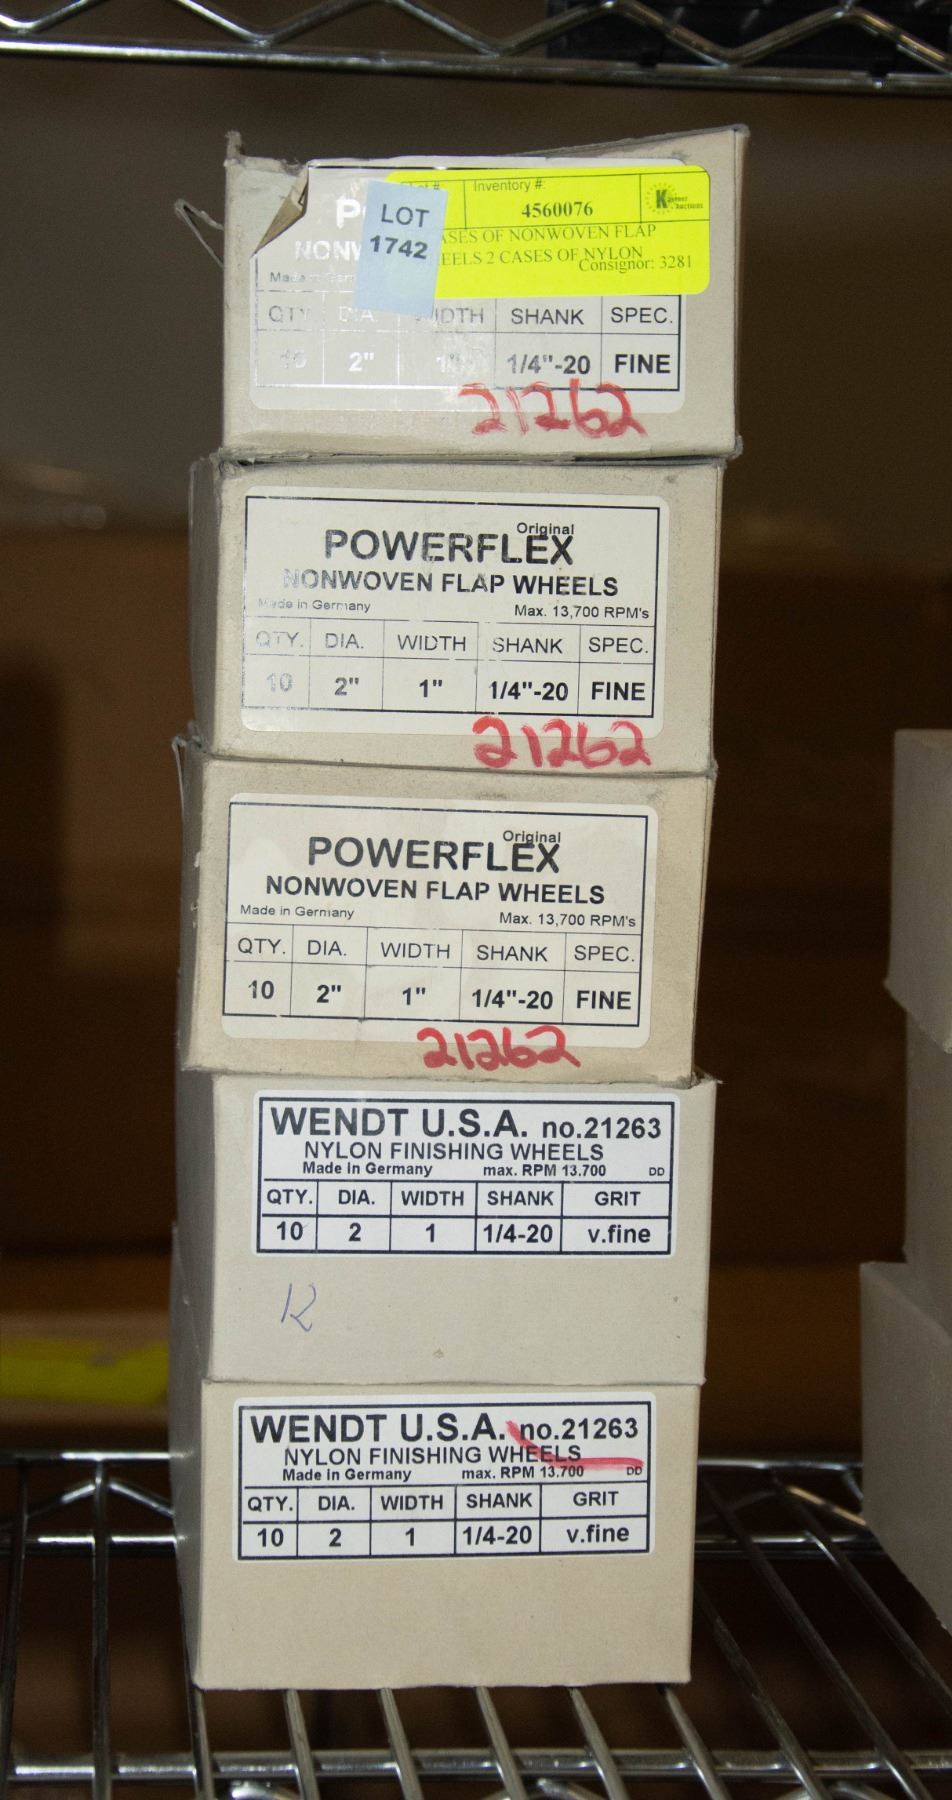 Inventory #:
4560076
K
Auctions
LOT
1742
OF NONWOVEN FLAP
2 CASES OF NYLON
Consignor: 3281
QTY DIA. WIDTH SHANK SPEC.
10 2" 1" 1/4"-20 FINE
21262
Original
POWERFLEX
NONWOVEN FLAP WHEELS
Made in Germany Max. 13,700 RPM's
QTY. DIA. WIDTH SHANK SPEC.
10 2" 1" 1/4"-20 FINE
21262
Original
POWERFLEX
NONWOVEN FLAP WHEELS
Made in Germany Max. 13,700 RPM's
QTY. DIA. WIDTH SHANK SPEC.
10 2" 1" 1/4"-20 FINE
21262
WENDT U.S.A. no.21263
NYLON FINISHING WHEELS
Made in Germany max. RPM 13.700 DD
QTY. DIA. WIDTH SHANK GRIT
10 2 1 1/4-20 v.fine
WENDT U.S.A. no.21263
NYLON FINISHING WHEELS
Made in Germany max. RPM 13.700 DD
QTY. DIA. WIDTH SHANK GRIT
10 2 1 1/4-20 v.fine